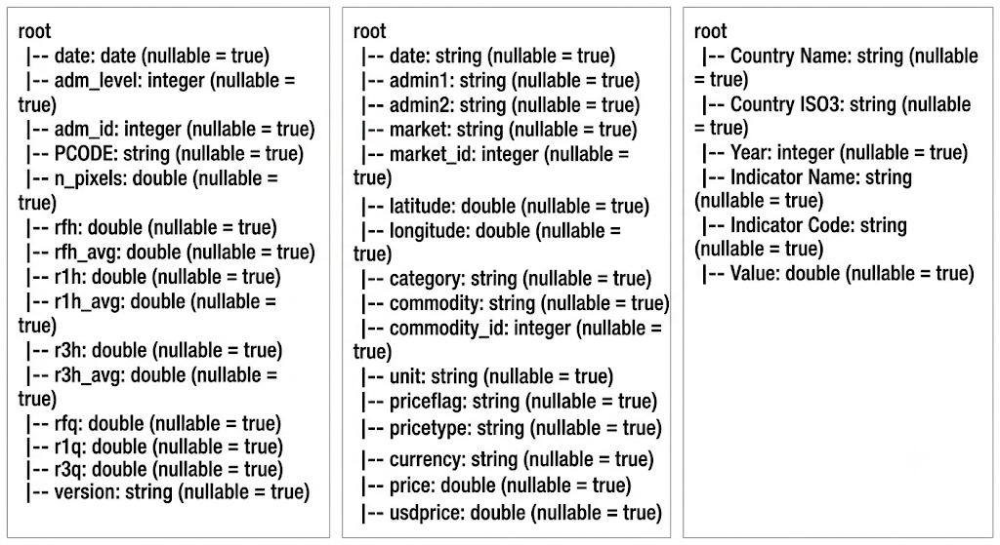 root
|-- date: date (nullable = true)
|-- adm_level: integer (nullable =
true)
|-- adm_id: integer (nullable = true)
|-- PCODE: string (nullable = true)
|-- n_pixels: double (nullable =
true)
|-- rfh: double (nullable = true)
|-- rfh_avg: double (nullable = true)
|-- r1h: double (nullable = true)
|-- r1h_avg: double (nullable =
true)
|-- r3h: double (nullable = true)
|-- r3h_avg: double (nullable =
true)
|-- rfq: double (nullable = true)
|-- r1q: double (nullable = true)
|-- r3q: double (nullable = true)
|-- version: string (nullable = true)
root
|-- date: string (nullable = true)
|-- admin1: string (nullable = true)
|-- admin2: string (nullable = true)
|-- market: string (nullable = true)
|-- market_id: integer (nullable =
true)
|-- latitude: double (nullable = true)
|-- longitude: double (nullable =
true)
|-- category: string (nullable = true)
|-- commodity: string (nullable = true)
|-- commodity_id: integer (nullable =
true)
|-- unit: string (nullable = true)
|-- priceflag: string (nullable = true)
|-- pricetype: string (nullable = true)
|-- currency: string (nullable = true)
|-- price: double (nullable = true)
|-- usdprice: double (nullable = true)
root
|-- Country Name: string (nullable
= true)
|-- Country ISO3: string (nullable
= true)
|-- Year: integer (nullable = true)
|-- Indicator Name: string
(nullable = true)
|-- Indicator Code: string
(nullable = true)
|-- Value: double (nullable = true)